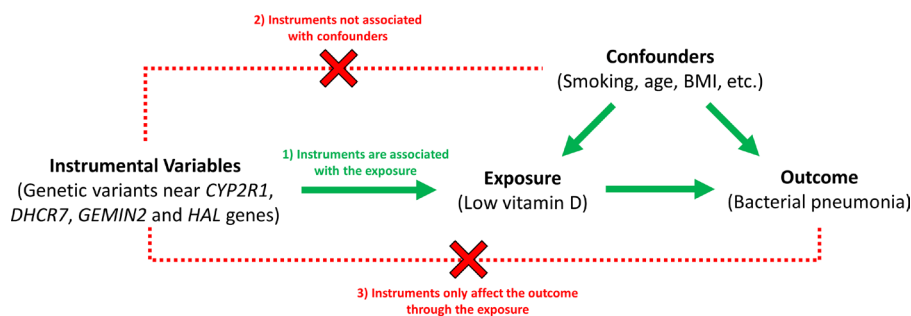 2) Instruments not associated
with confounders
Confounders
(Smoking, age, BMI, etc.)
1) Instruments are associated
with the exposure
Instrumental Variables
(Genetic variants near CYP2R1,
DHCR7, GEMIN2 and HAL genes)
Exposure
(Low vitamin D)
Outcome
(Bacterial pneumonia)
3) Instruments only affect the outcome
through the exposure